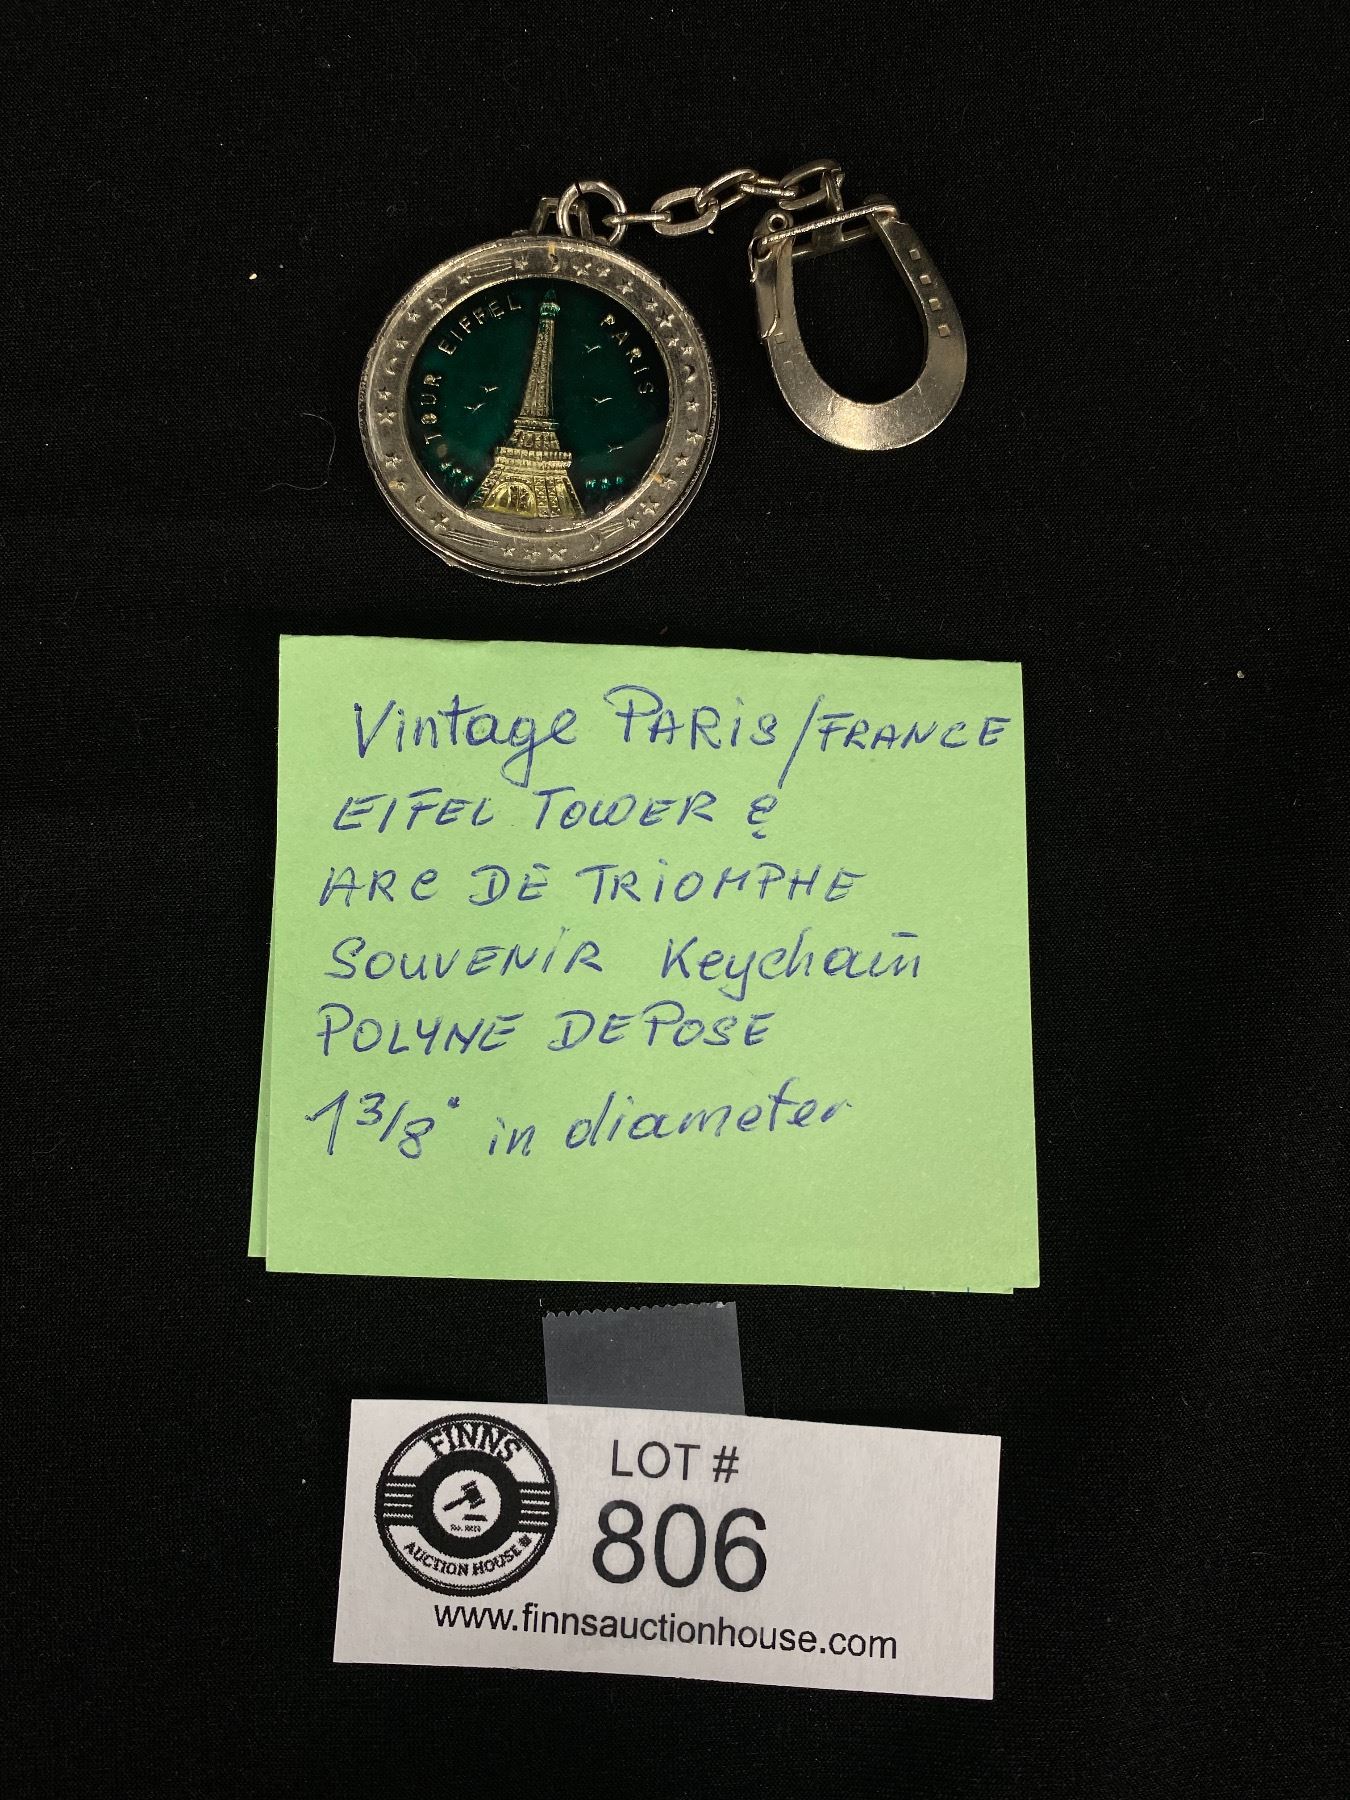 TOUR EIFFEL PARIS
Vintage PARIS/FRANCE
EIFEL TOWER &
ARC DE TRIOMPHE
SOUVENIR Keychain
POLYNE DEPOSE
1 3/8" in diameter
FINNS
AUCTION HOUSE
LOT #
806
www.finnsauctionhouse.com